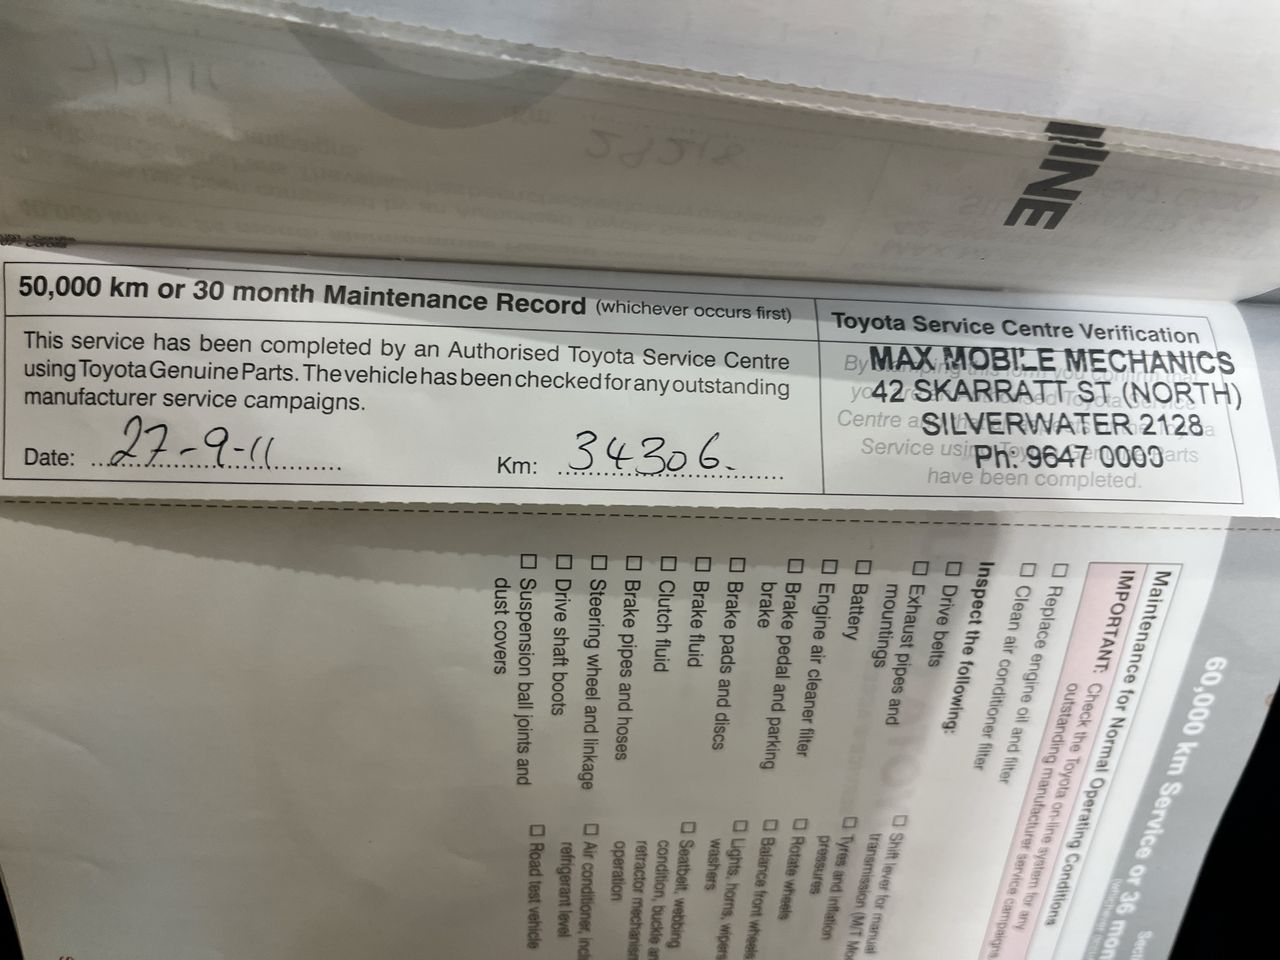 INE
50,000 km or 30 month Maintenance Record (whichever occurs first)
This service has been completed by an Authorised Toyota Service Centre
using Toyota Genuine Parts. The vehicle has been checked for any outstanding
manufacturer service campaigns.
Date: 27-9-11
Km: 34306.
Toyota Service Centre Verification
MAX MOBILE MECHANICS
42 SKARRATT ST (NORTH)
SILVERWATER 2128
Ph: 9647 0000
By
Centre
Service
Parts
have been completed.
60,000 km Service or 36 mon
Maintenance for Normal Operating Conditions
IMPORTANT: Check the Toyota on-line system for any
outstanding manufacturer service campaigns
☐ Replace engine oil and filter
☐ Clean air conditioner filter
Inspect the following:
☐ Drive belts
☐ Exhaust pipes and
mountings
☐ Battery
☐ Engine air cleaner filter
☐ Brake pedal and parking
brake
☐ Brake pads and discs
☐ Brake fluid
☐ Clutch fluid
☐ Brake pipes and hoses
☐ Steering wheel and linkage
☐ Drive shaft boots
☐ Suspension ball joints and
dust covers
☐ Shift lever for manual
transmission (M/T
☐ Tyres and inflation
pressures
☐ Rotate wheels
☐ Balance front wheels
☐ Lights, horns, wipers
washers
☐ Seatbelt, webbing
condition, buckle
retractor mechanism
operation
☐ Air conditioner,
refrigerant level
☐ Road test vehicle